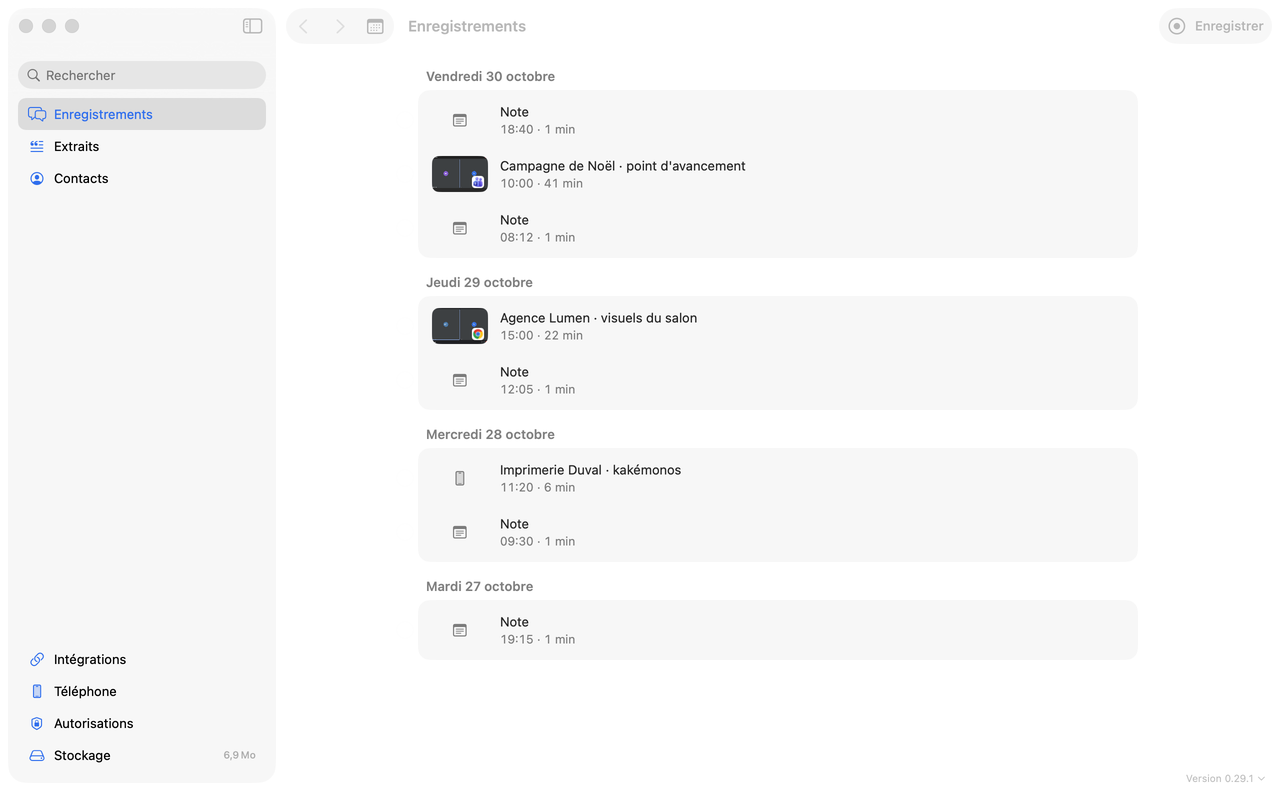 Rechercher
Enregistrements
Extraits
Contacts
Intégrations
Téléphone
Autorisations
Stockage 6,9 Mo
Enregistrements
Enregistrer
Vendredi 30 octobre
Note
18:40 · 1 min
Campagne de Noël · point d'avancement
10:00 · 41 min
Note
08:12 · 1 min
Jeudi 29 octobre
Agence Lumen · visuels du salon
15:00 · 22 min
Note
12:05 · 1 min
Mercredi 28 octobre
Imprimerie Duval · kakémonos
11:20 · 6 min
Note
09:30 · 1 min
Mardi 27 octobre
Note
19:15 · 1 min
Version 0.29.1